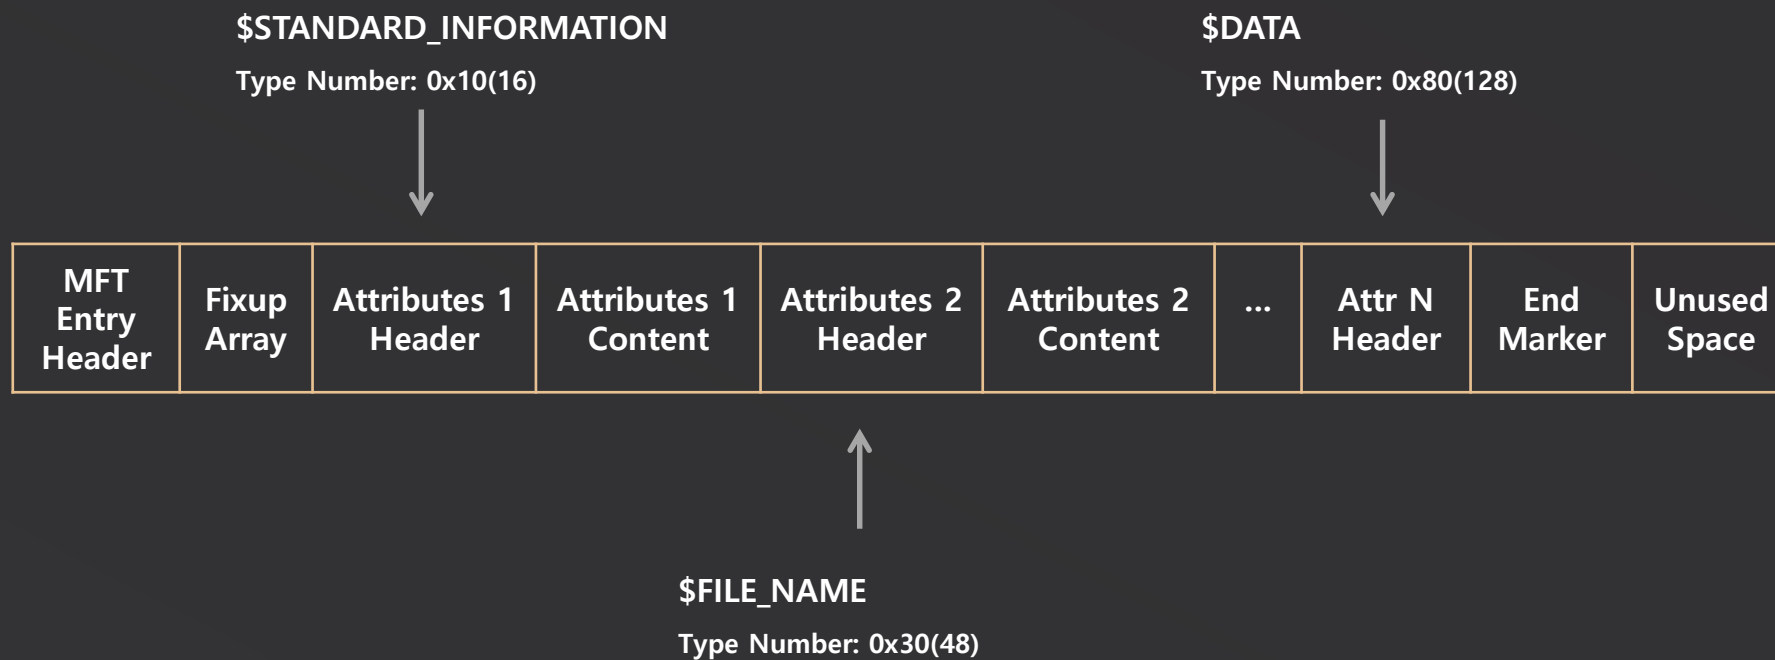 $STANDARD_INFORMATION
Type Number: 0x10(16)
$DATA
Type Number: 0x80(128)
MFT
Entry
Header
Fixup
Array
Attributes 1
Header
Attributes 1
Content
Attributes 2
Header
Attributes 2
Content
...
Attr N
Header
End
Marker
Unused
Space
$FILE_NAME
Type Number: 0x30(48)